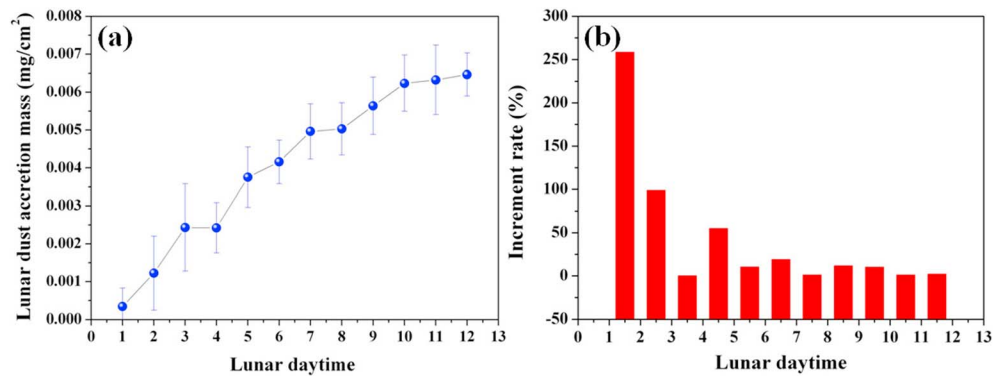 (a)
Lunar dust accretion mass (mg/cm²)
0.008
0.007
0.006
0.005
0.004
0.003
0.002
0.001
0.000
0 1 2 3 4 5 6 7 8 9 10 11 12 13
Lunar daytime
(b)
Increment rate (%)
300
250
200
150
100
50
0
-50
0 1 2 3 4 5 6 7 8 9 10 11 12 13
Lunar daytime